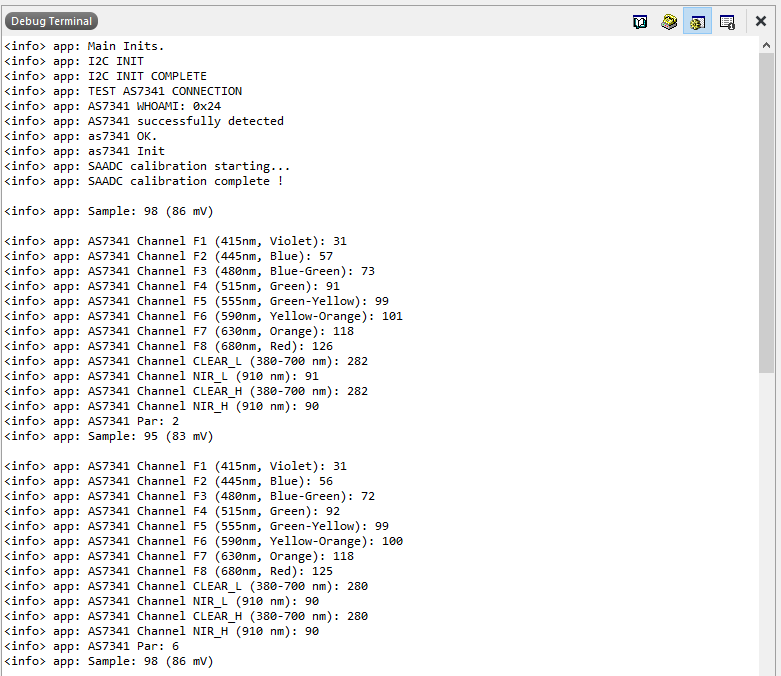 Debug Terminal
<info> app: Main Inits.
<info> app: I2C INIT
<info> app: I2C INIT COMPLETE
<info> app: TEST AS7341 CONNECTION
<info> app: AS7341 WHOAMI: 0x24
<info> app: AS7341 successfully detected
<info> app: as7341 OK.
<info> app: as7341 Init
<info> app: SAADC calibration starting...
<info> app: SAADC calibration complete !
<info> app: Sample: 98 (86 mV)
<info> app: AS7341 Channel F1 (415nm, Violet): 31
<info> app: AS7341 Channel F2 (445nm, Blue): 57
<info> app: AS7341 Channel F3 (480nm, Blue-Green): 73
<info> app: AS7341 Channel F4 (515nm, Green): 91
<info> app: AS7341 Channel F5 (555nm, Green-Yellow): 99
<info> app: AS7341 Channel F6 (590nm, Yellow-Orange): 101
<info> app: AS7341 Channel F7 (630nm, Orange): 118
<info> app: AS7341 Channel F8 (680nm, Red): 126
<info> app: AS7341 Channel CLEAR_L (380-700 nm): 282
<info> app: AS7341 Channel NIR_L (910 nm): 91
<info> app: AS7341 Channel CLEAR_H (380-700 nm): 282
<info> app: AS7341 Channel NIR_H (910 nm): 90
<info> app: AS7341 Par: 2
<info> app: Sample: 95 (83 mV)
<info> app: AS7341 Channel F1 (415nm, Violet): 31
<info> app: AS7341 Channel F2 (445nm, Blue): 56
<info> app: AS7341 Channel F3 (480nm, Blue-Green): 72
<info> app: AS7341 Channel F4 (515nm, Green): 92
<info> app: AS7341 Channel F5 (555nm, Green-Yellow): 99
<info> app: AS7341 Channel F6 (590nm, Yellow-Orange): 100
<info> app: AS7341 Channel F7 (630nm, Orange): 118
<info> app: AS7341 Channel F8 (680nm, Red): 125
<info> app: AS7341 Channel CLEAR_L (380-700 nm): 280
<info> app: AS7341 Channel NIR_L (910 nm): 90
<info> app: AS7341 Channel CLEAR_H (380-700 nm): 280
<info> app: AS7341 Channel NIR_H (910 nm): 90
<info> app: AS7341 Par: 6
<info> app: Sample: 98 (86 mV)